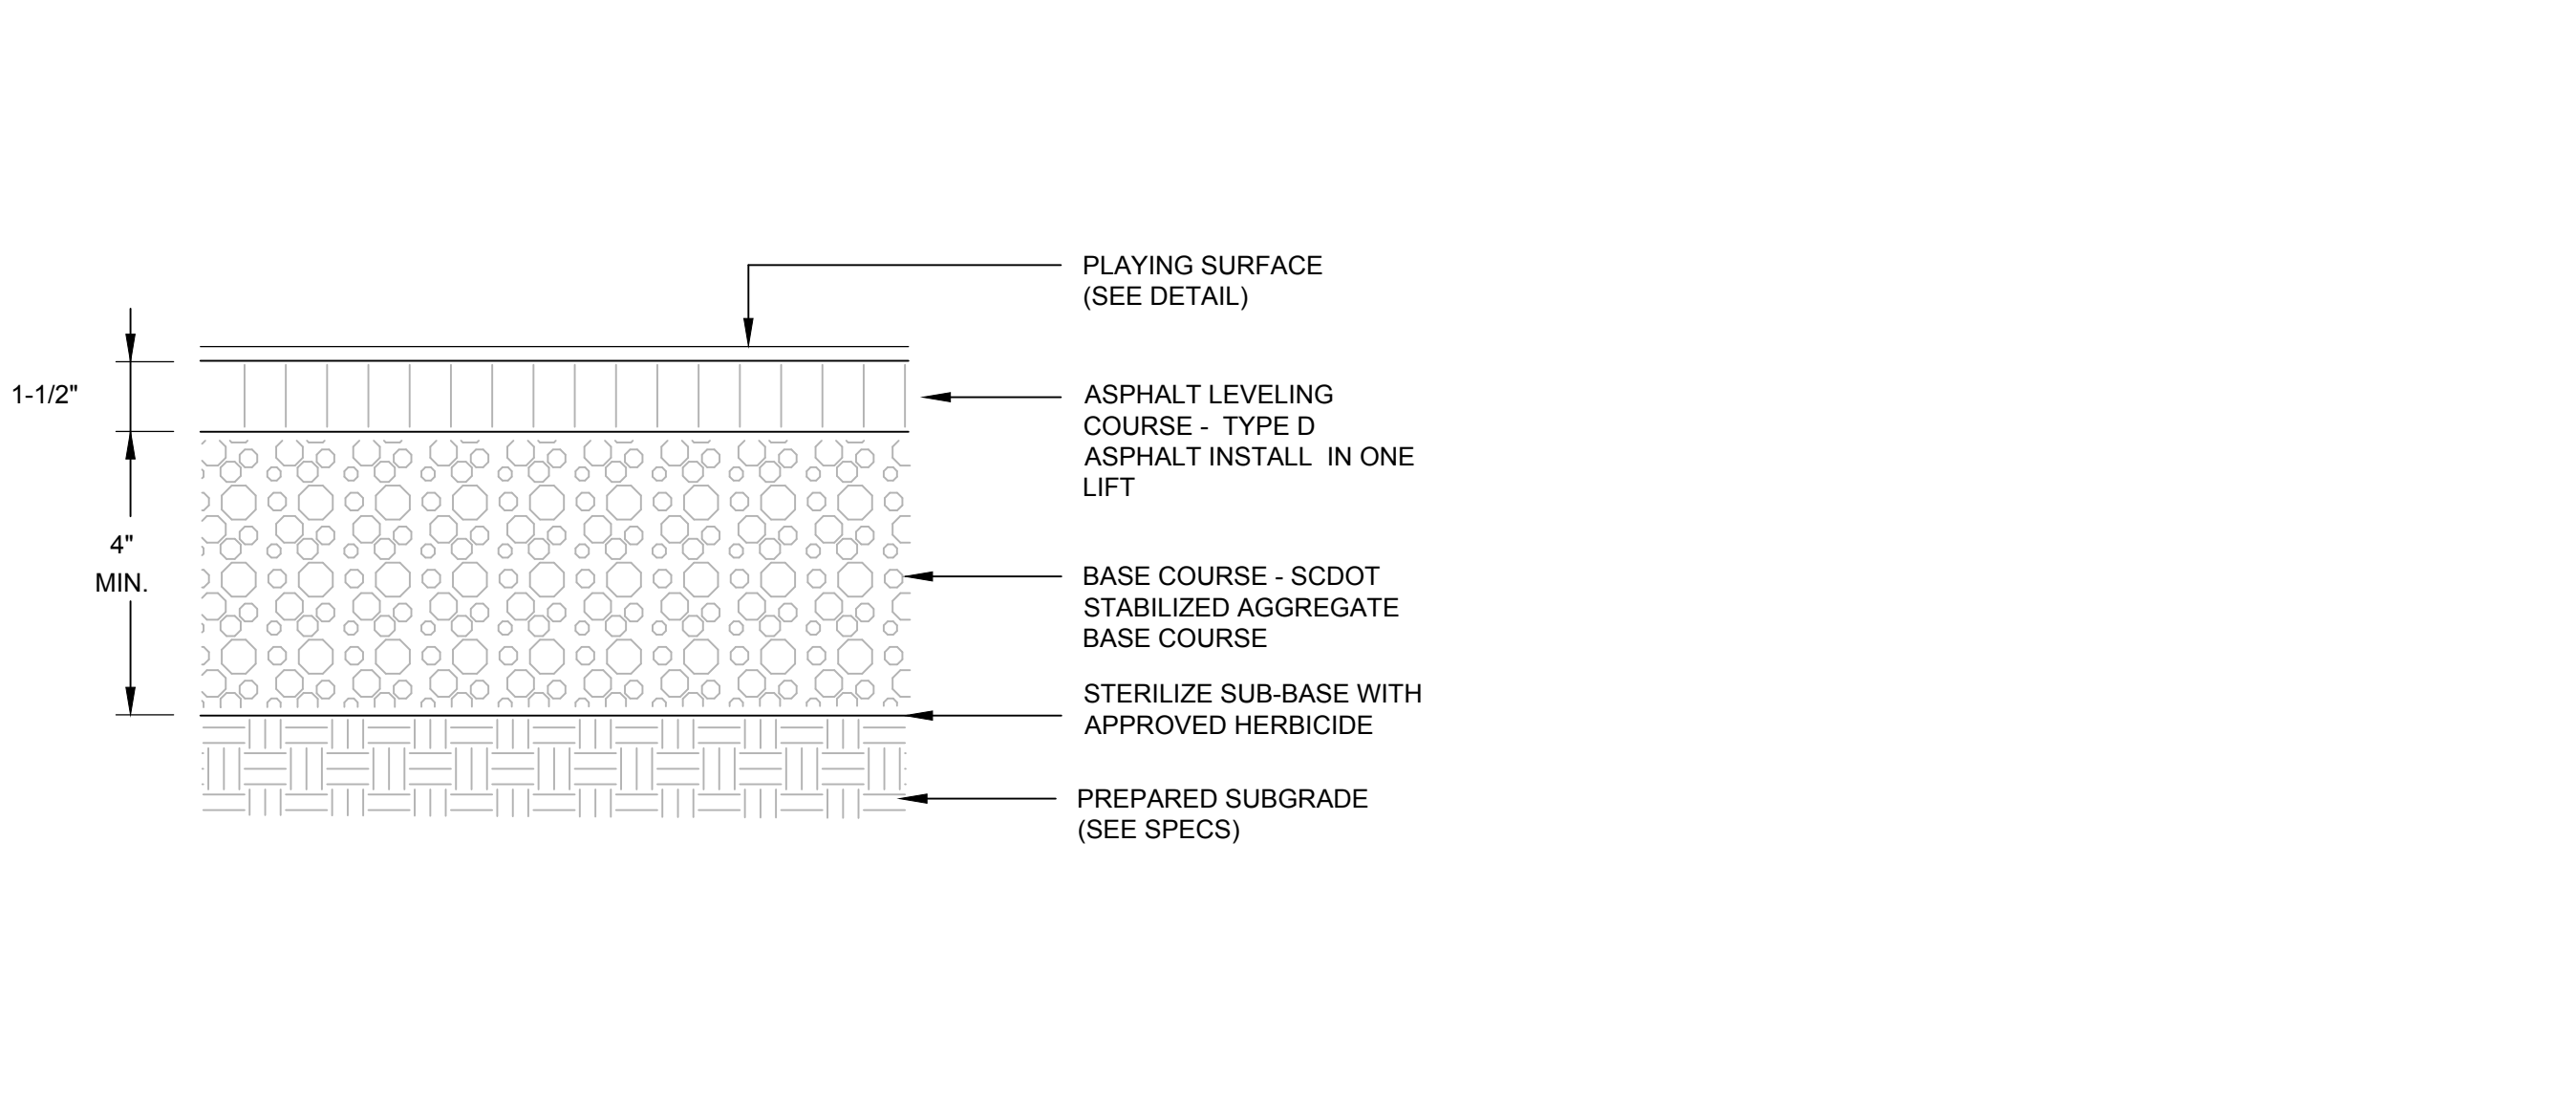 PLAYING SURFACE
(SEE DETAIL)
1-1/2"
ASPHALT LEVELING
COURSE -  TYPE D
ASPHALT INSTALL  IN ONE
LIFT
4"
MIN.
BASE COURSE - SCDOT
STABILIZED AGGREGATE
BASE COURSE
STERILIZE SUB-BASE WITH
APPROVED HERBICIDE
PREPARED SUBGRADE
(SEE SPECS)